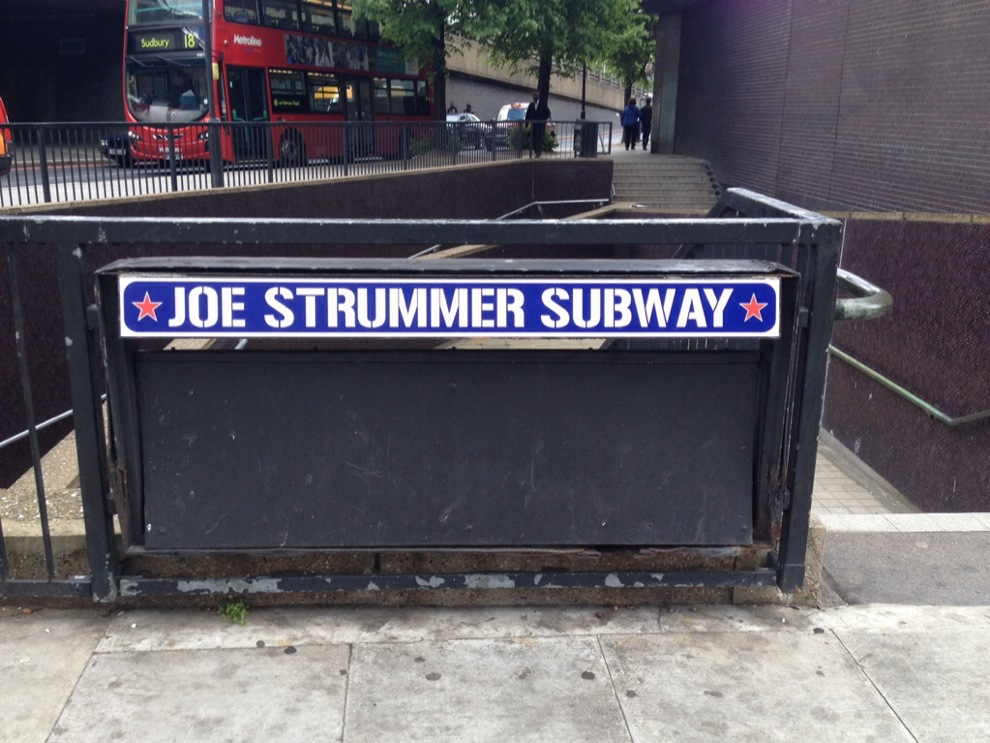 Sudbury 18
Metroline
JOE STRUMMER SUBWAY